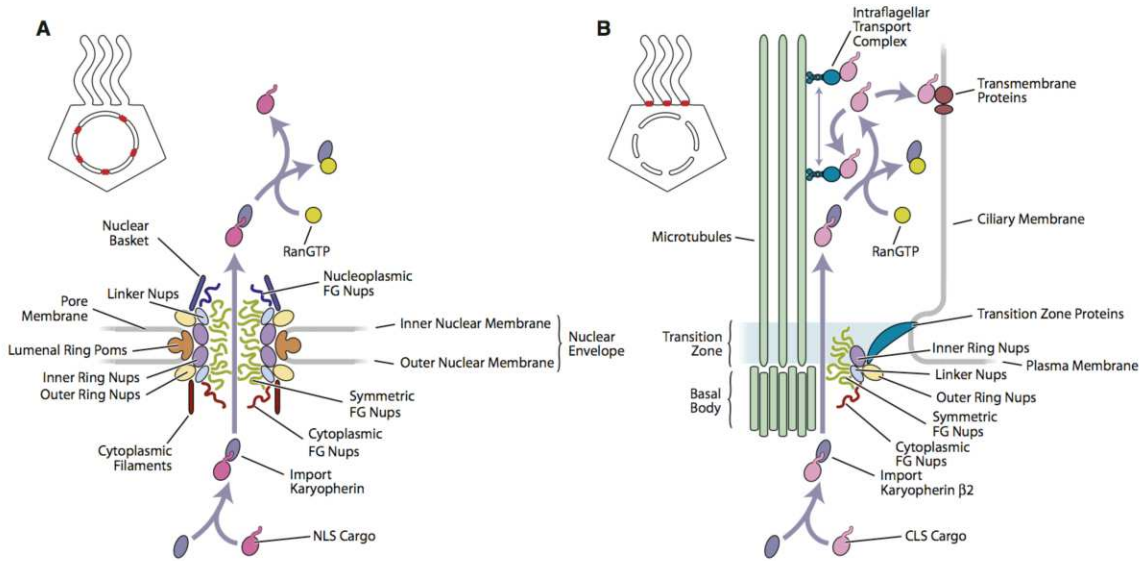 A
Nuclear
Basket
RanGTP
Linker Nups
Nucleoplasmic
FG Nups
Pore
Membrane
Inner Nuclear Membrane
Lumenal Ring Poms
Nuclear
Envelope
Outer Nuclear Membrane
Inner Ring Nups
Outer Ring Nups
Symmetric
FG Nups
Cytoplasmic
Filaments
Cytoplasmic
FG Nups
Import
Karyopherin
NLS Cargo
B
Intraflagellar
Transport
Complex
Transmembrane
Proteins
Ciliary Membrane
Microtubules
RanGTP
Transition Zone Proteins
Transition
Zone
Inner Ring Nups
Plasma Membrane
Linker Nups
Basal
Body
Outer Ring Nups
Symmetric
FG Nups
Cytoplasmic
FG Nups
Import
Karyopherin β2
CLS Cargo